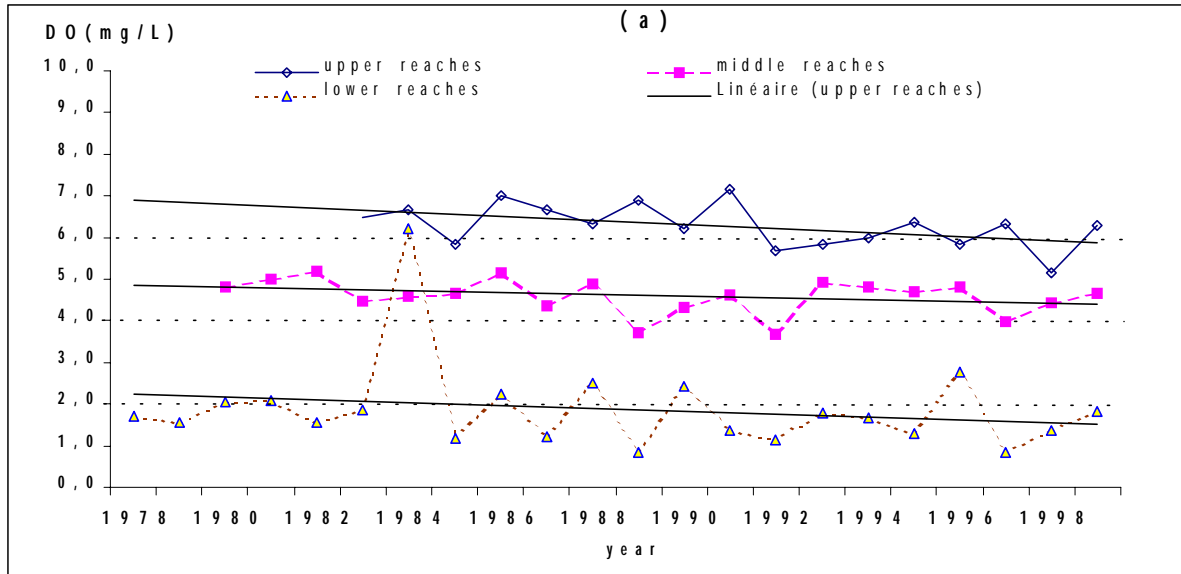 (a)
DO(mg/L)
upper reaches
middle reaches
lower reaches
Linéaire (upper reaches)
10,0
9,0
8,0
7,0
6,0
5,0
4,0
3,0
2,0
1,0
0,0
1978 1980 1982 1984 1986 1988 1990 1992 1994 1996 1998
year